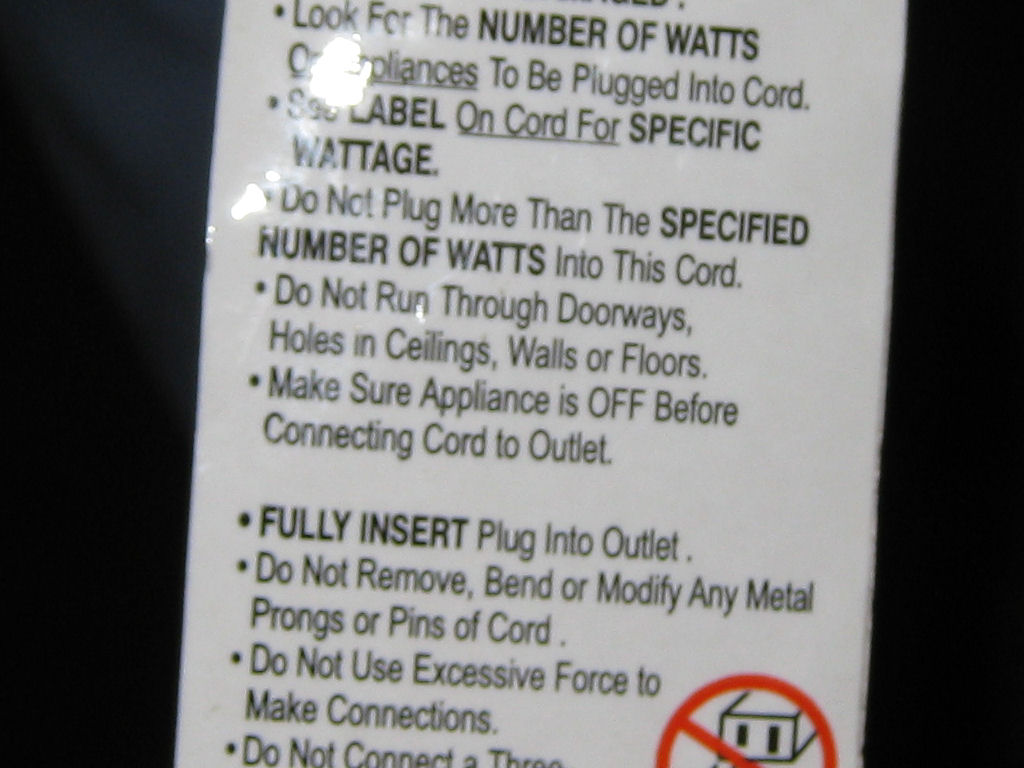 • Look For The NUMBER OF WATTS
On Appliances To Be Plugged Into Cord.
• See LABEL On Cord For SPECIFIC
WATTAGE.
• Do Not Plug More Than The SPECIFIED
NUMBER OF WATTS Into This Cord.
• Do Not Run Through Doorways,
Holes in Ceilings, Walls or Floors.
• Make Sure Appliance is OFF Before
Connecting Cord to Outlet.
• FULLY INSERT Plug Into Outlet .
• Do Not Remove, Bend or Modify Any Metal
Prongs or Pins of Cord .
• Do Not Use Excessive Force to
Make Connections.
• Do Not Connect a Three